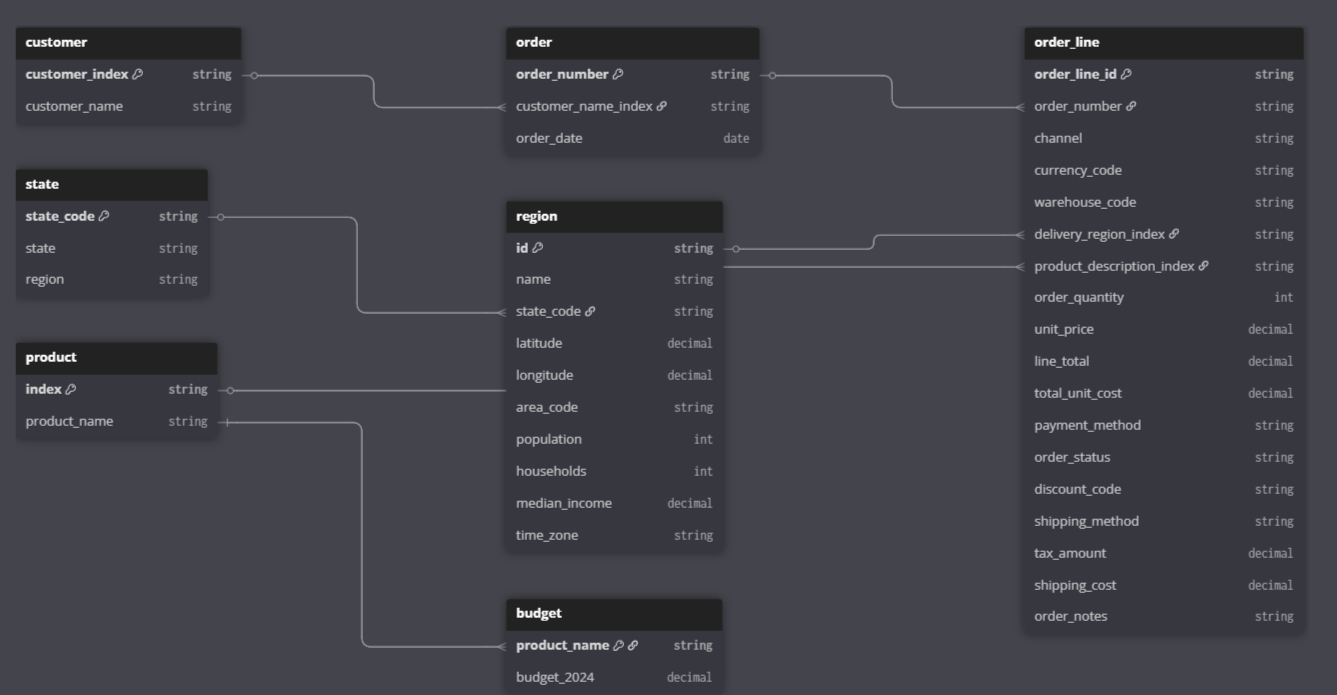 customer
customer_index string
customer_name string
order
order_number string
customer_name_index string
order_date date
order_line
order_line_id string
order_number string
channel string
currency_code string
warehouse_code string
delivery_region_index string
product_description_index string
order_quantity int
unit_price decimal
line_total decimal
total_unit_cost decimal
payment_method string
order_status string
discount_code string
shipping_method string
tax_amount decimal
shipping_cost decimal
order_notes string
state
state_code string
state string
region string
region
id string
name string
state_code string
latitude decimal
longitude decimal
area_code string
population int
households int
median_income decimal
time_zone string
product
index string
product_name string
budget
product_name string
budget_2024 decimal